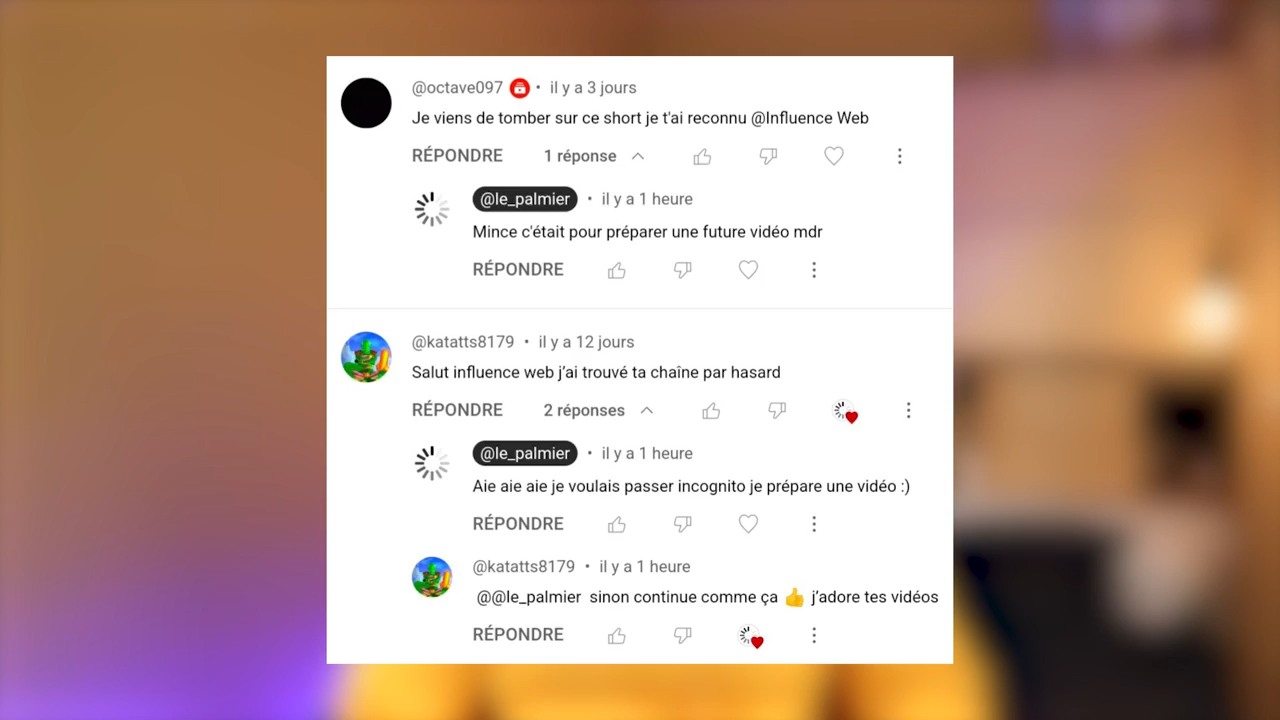 @octave097 • il y a 3 jours
Je viens de tomber sur ce short je t'ai reconnu @Influence Web
RÉPONDRE 1 réponse
@le_palmier • il y a 1 heure
Mince c'était pour préparer une future vidéo mdr
RÉPONDRE
@katatts8179 • il y a 12 jours
Salut influence web j’ai trouvé ta chaîne par hasard
RÉPONDRE 2 réponses
@le_palmier • il y a 1 heure
Aie aie aie je voulais passer incognito je prépare une vidéo :)
RÉPONDRE
@katatts8179 • il y a 1 heure
@@le_palmier sinon continue comme ça 👍 j’adore tes vidéos
RÉPONDRE